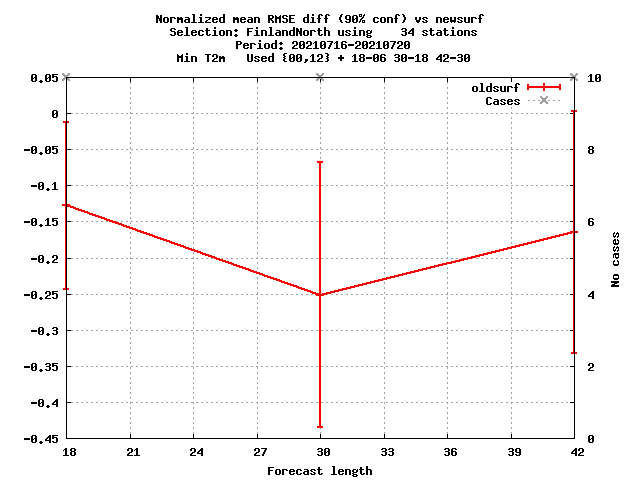 Normalized mean RMSE diff (90% conf) vs newsurf
Selection: FinlandNorth using    34 stations
Period: 20210716-20210720
Min T2m   Used {00,12} + 18-06 30-18 42-30
oldsurf
Cases
0.05
0
-0.05
-0.1
-0.15
-0.2
-0.25
-0.3
-0.35
-0.4
-0.45
10
8
6
4
2
0
No cases
18 21 24 27 30 33 36 39 42
Forecast length